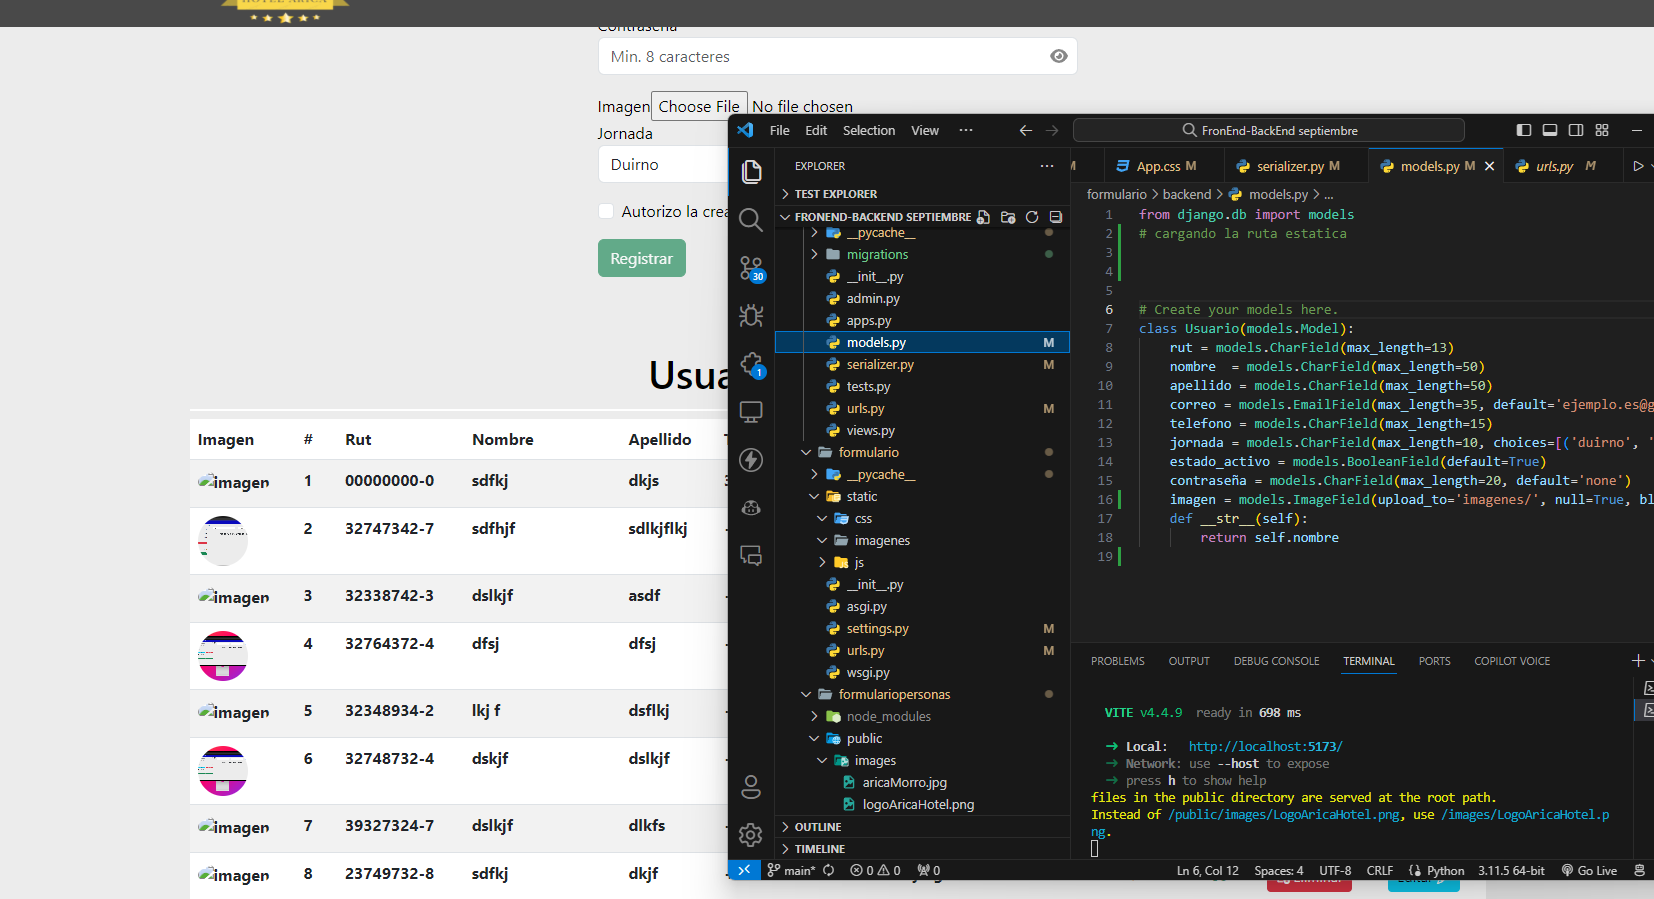 HOTEL ARICA
Contraseña
Min. 8 caracteres
Imagen Choose File No file chosen
Jornada
Duirno
Autorizo la crea
Registrar
Usua
Imagen # Rut Nombre Apellido T
imagen 1 00000000-0 sdfkj dkjs
2 32747342-7 sdfhjf sdlkjflkj -
imagen 3 32338742-3 dslkjf asdf -
4 32764372-4 dfsj dfsj -
imagen 5 32348934-2 lkj f dsflkj -
6 32748732-4 dskjf dslkjf -
imagen 7 39327324-7 dslkjf dlkfs -
imagen 8 23749732-8 sdfkj dkjf -
File Edit Selection View ···
FronEnd-BackEnd septiembre
EXPLORER ···
TEST EXPLORER
FRONEND-BACKEND SEPTIEMBRE
__pycache__
migrations
__init__.py
admin.py
apps.py
models.py M
serializer.py M
tests.py
urls.py M
views.py
formulario
__pycache__
static
css
imagenes
js
__init__.py
asgi.py
settings.py M
urls.py M
wsgi.py
formulariopersonas
node_modules
public
images
aricaMorro.jpg
logoAricaHotel.png
OUTLINE
TIMELINE
30
1
M App.css M serializer.py M models.py M urls.py M
formulario > backend > models.py > ...
1 from django.db import models
2 # cargando la ruta estatica
3
4
5
6 # Create your models here.
7 class Usuario(models.Model):
8 rut = models.CharField(max_length=13)
9 nombre  = models.CharField(max_length=50)
10 apellido = models.CharField(max_length=50)
11 correo = models.EmailField(max_length=35, default='ejemplo.es@g
12 telefono = models.CharField(max_length=15)
13 jornada = models.CharField(max_length=10, choices=[('duirno', '
14 estado_activo = models.BooleanField(default=True)
15 contraseña = models.CharField(max_length=20, default='none')
16 imagen = models.ImageField(upload_to='imagenes/', null=True, bl
17 def __str__(self):
18 return self.nombre
19
PROBLEMS OUTPUT DEBUG CONSOLE TERMINAL PORTS COPILOT VOICE
VITE v4.4.9 ready in 698 ms
➜ Local: http://localhost:5173/
➜ Network: use --host to expose
➜ press h to show help
files in the public directory are served at the root path.
Instead of /public/images/LogoAricaHotel.png, use /images/LogoAricaHotel.p
ng.
main* 0 0 0 Ln 6, Col 12 Spaces: 4 UTF-8 CRLF Python 3.11.5 64-bit Go Live